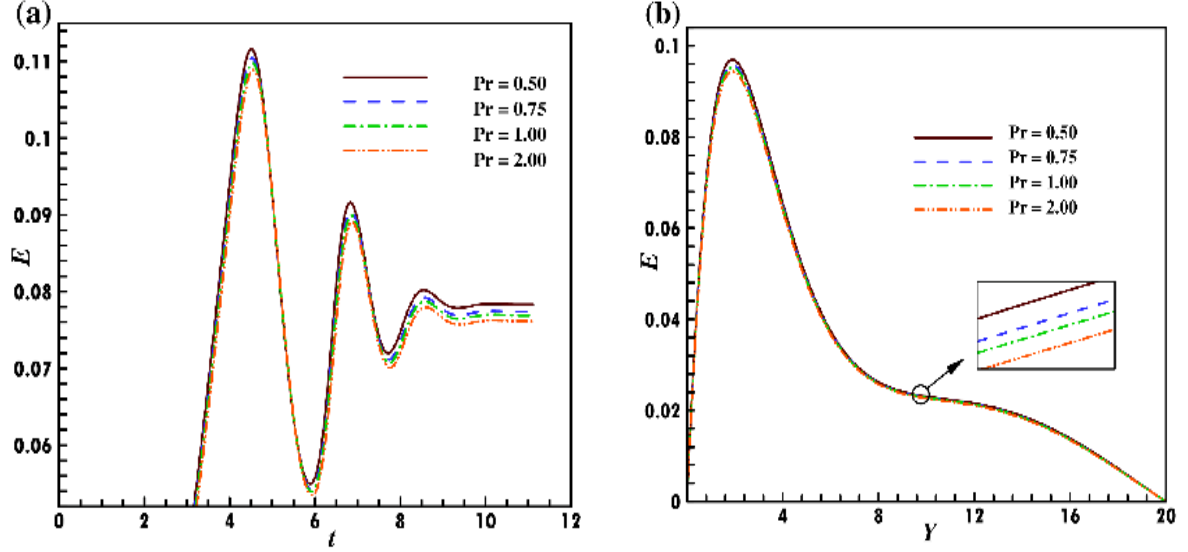 (a)
0.11
0.1
0.09
0.08
0.07
0.06
E
Pr = 0.50
Pr = 0.75
Pr = 1.00
Pr = 2.00
0 2 4 6 8 10 12
t
(b)
0.1
0.08
0.06
0.04
0.02
0
E
Pr = 0.50
Pr = 0.75
Pr = 1.00
Pr = 2.00
4 8 12 16 20
Y